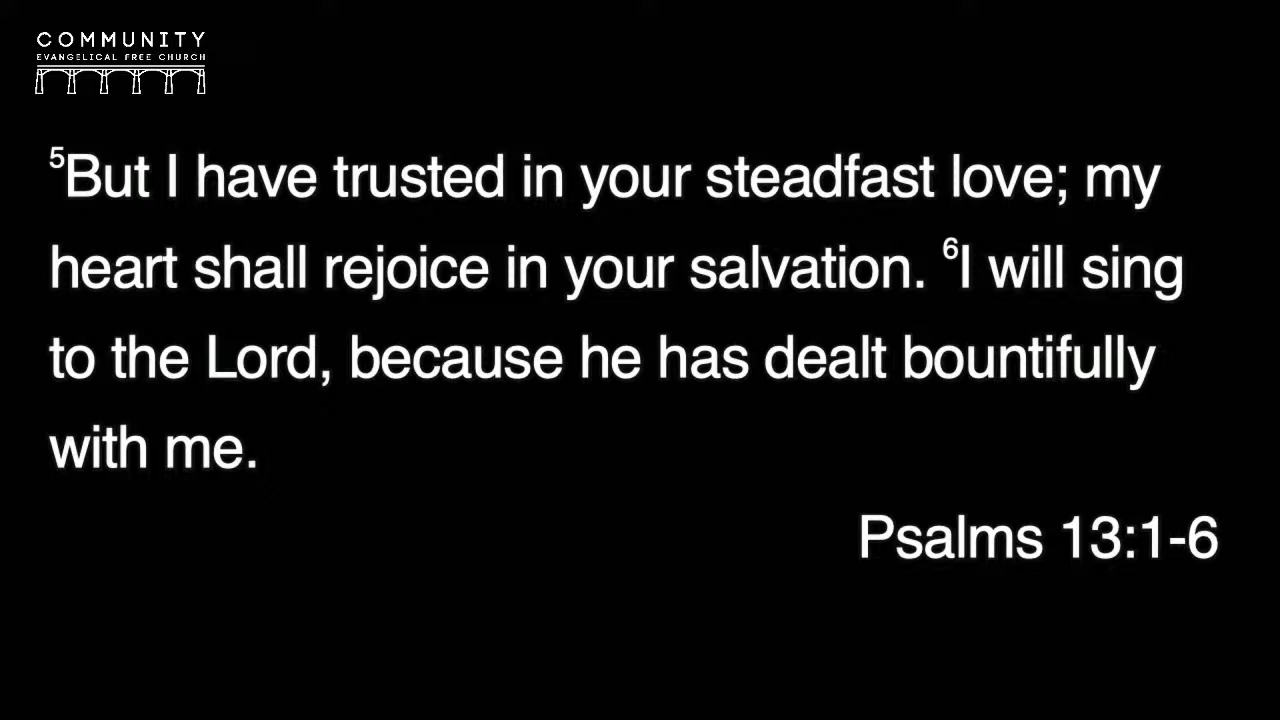 COMMUNITY
EVANGELICAL FREE CHURCH
⁵But I have trusted in your steadfast love; my
heart shall rejoice in your salvation. ⁶I will sing
to the Lord, because he has dealt bountifully
with me.
Psalms 13:1-6